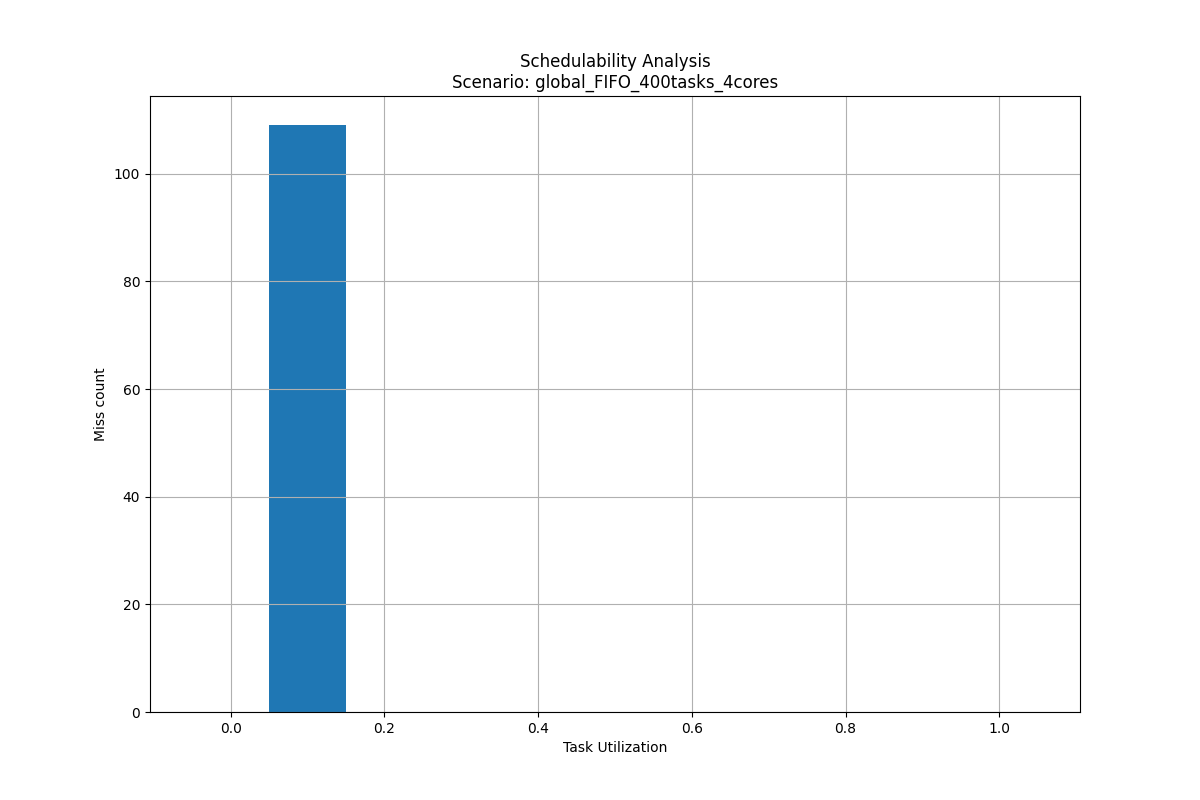 Schedulability Analysis
Scenario: global_FIFO_400tasks_4cores
100
80
60
40
20
0
Miss count
0.0 0.2 0.4 0.6 0.8 1.0
Task Utilization